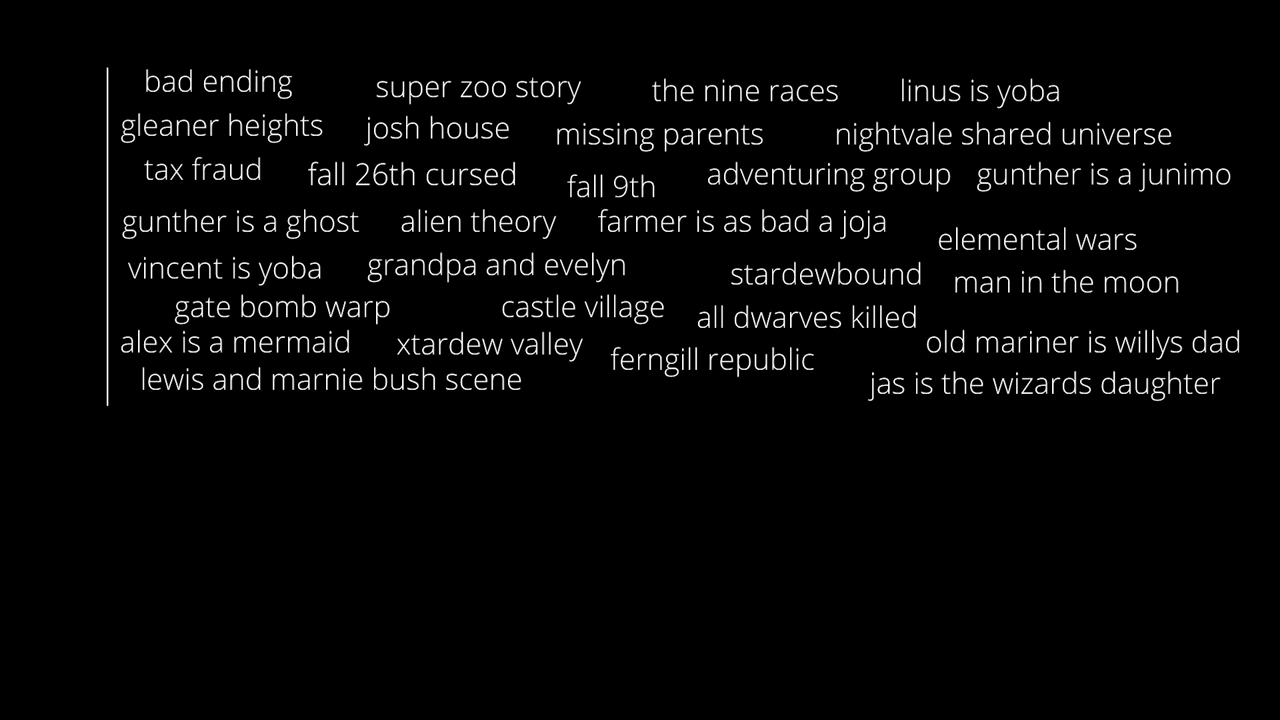 bad ending super zoo story the nine races linus is yoba
gleaner heights josh house missing parents nightvale shared universe
tax fraud fall 26th cursed fall 9th adventuring group gunther is a junimo
gunther is a ghost alien theory farmer is as bad a joja elemental wars
vincent is yoba grandpa and evelyn stardewbound man in the moon
gate bomb warp castle village all dwarves killed
alex is a mermaid xtardew valley ferngill republic old mariner is willys dad
lewis and marnie bush scene jas is the wizards daughter